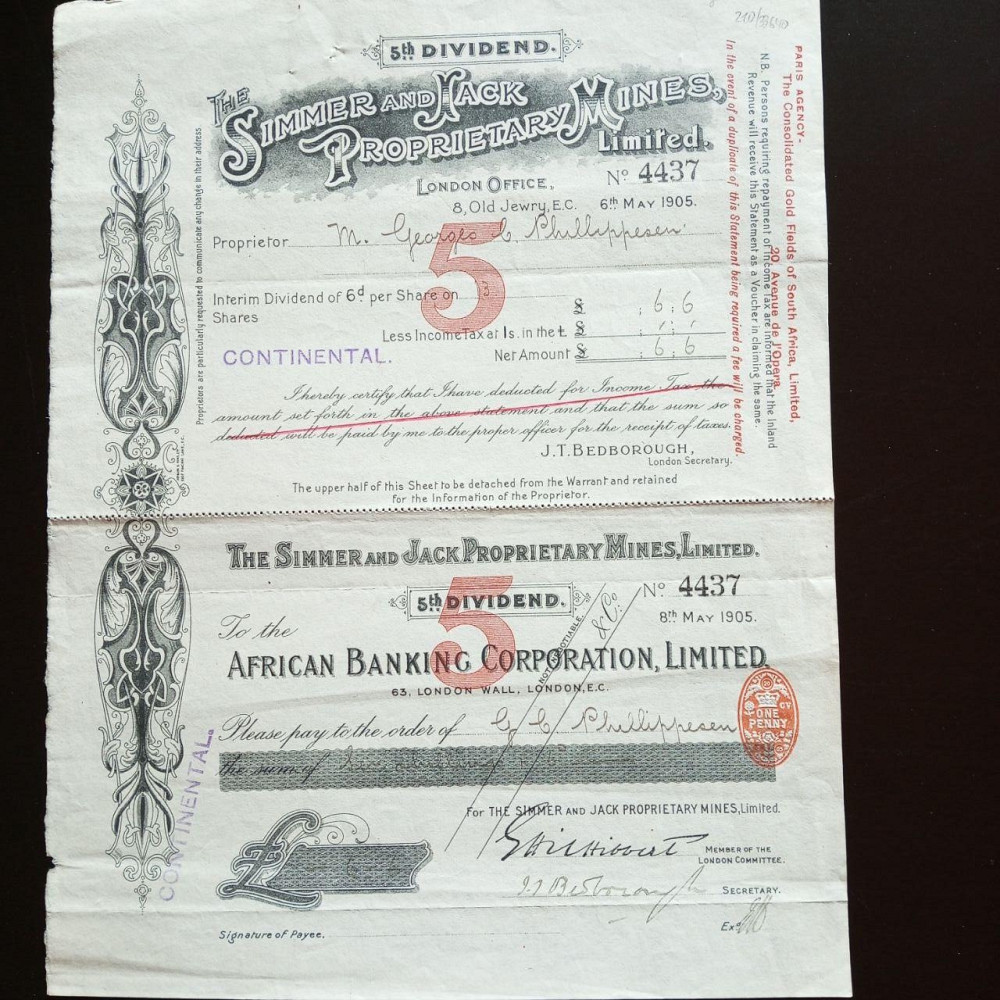 210/360
5th DIVIDEND.
THE SIMMER AND JACK
PROPRIETARY MINES,
Limited.
LONDON OFFICE,
Nº 4437
8, Old Jewry, E.C. 6th MAY 1905.
Proprietor M. Georges C. Phillippesen
5
Interim Dividend of 6d per Share on
Shares
£ : 6 : 6
Less Income Tax at 1s. in the £ £
Net Amount £ : 6 : 6
CONTINENTAL.
I hereby certify that I have deducted for Income Tax the
amount set forth in the above statement and that the sum so
deducted will be paid by me to the proper officer for the receipt of taxes.
J.T. BEDBOROUGH,
London Secretary.
The upper half of this Sheet to be detached from the Warrant and retained
for the Information of the Proprietor.
Proprietors are particularly requested to communicate any change in their address
In the event of a duplicate of this Statement being required a fee will be charged.
N.B. Persons requiring repayment of Income Tax are informed that the Inland
Revenue will receive this Statement as a Voucher in claiming the same.
PARIS AGENCY-
The Consolidated Gold Fields of South Africa, Limited,
20, Avenue de l'Opera
THE SIMMER AND JACK PROPRIETARY MINES, LIMITED.
5th DIVIDEND.
Nº 4437
8th MAY 1905.
5
To the
AFRICAN BANKING CORPORATION, LIMITED,
63, LONDON WALL, LONDON, E.C.
NOT NEGOTIABLE.
& Co:
Please pay to the order of G C Phillippesen
ONE
PENNY
the sum of
CONTINENTAL.
For THE SIMMER AND JACK PROPRIETARY MINES, Limited.
MEMBER OF THE
LONDON COMMITTEE.
£
J.T. Bedborough SECRETARY.
Exd
Signature of Payee.